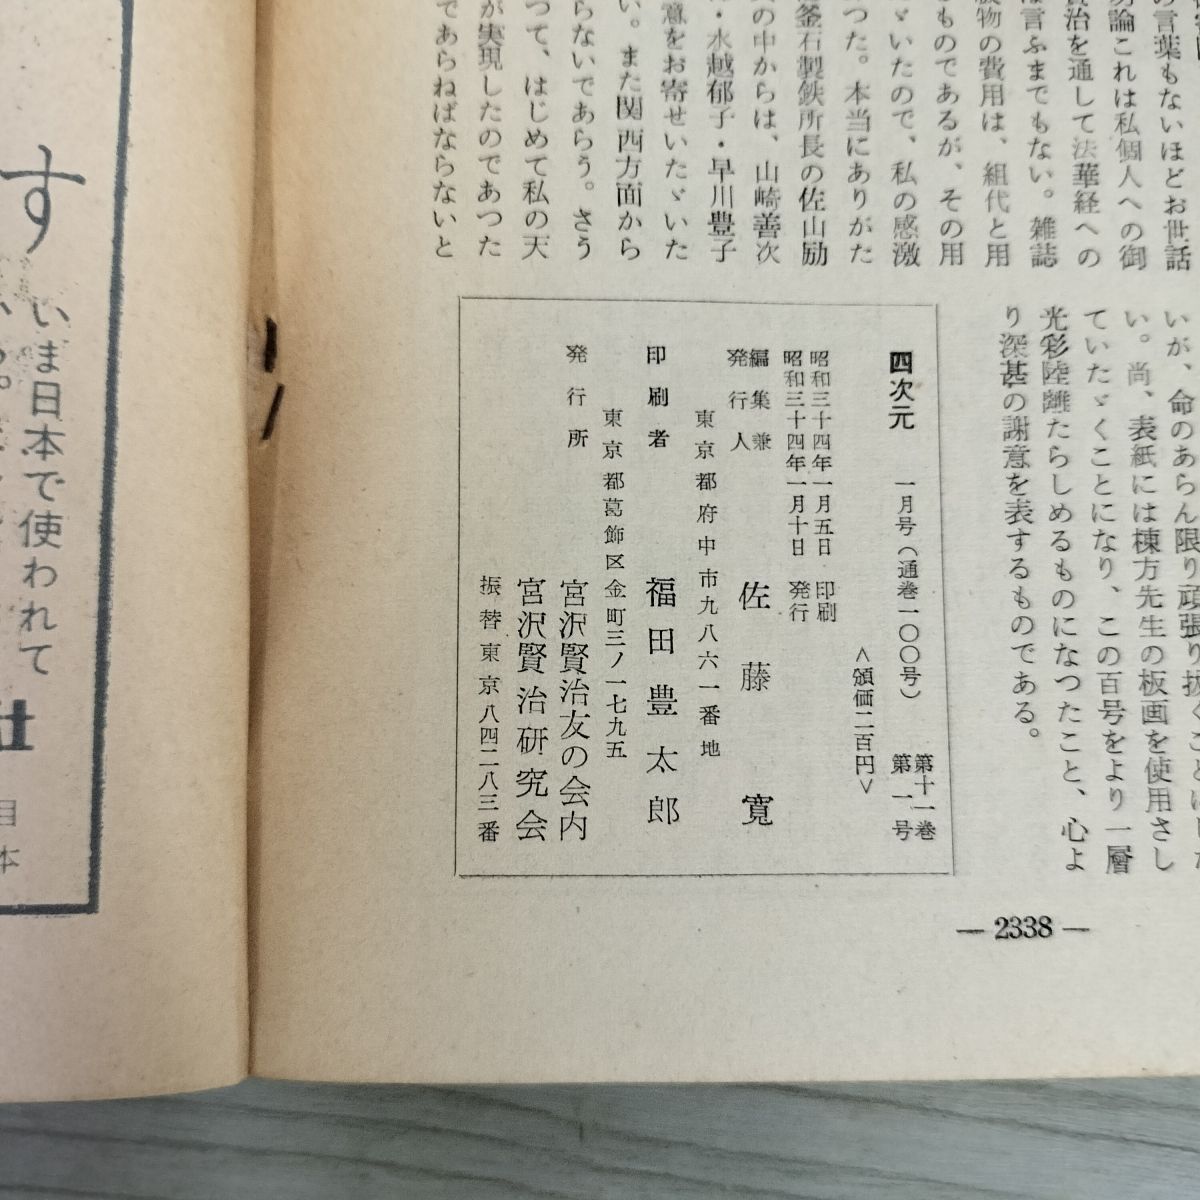 の言葉もないほどお世話
勿論これは私個人への御
賢治を通して法華経への
は言ふまでもない。雑誌
物の費用は、組代と用
ものであるが、その用
たゞいたので、私の感激
つた。本当にありがた
釜石製鉄所長の佐山励
の中からは、山崎善次
・水越郁子・早川豊子
意をお寄せいたゞいた
い。また関西方面から
らないであらう。さう
つて、はじめて私の天
が実現したのであつた
であらねばならないと
いが、命のあらん限り頑張り抜くことは
い。尚、表紙には棟方先生の板画を使用さし
ていたゞくことになり、この百号をより一層
光彩陸離たらしめるものになつたこと、心よ
り深甚の謝意を表するものである。
四次元 一月号(通巻一〇〇号) 第十一巻 第一号
<頒価二百円>
昭和三十四年一月五日 印刷
昭和三十四年一月十日 発行
編集兼発行人 佐藤寛
東京都府中市九八六一番地
印刷者 福田豊太郎
東京都葛飾区金町三ノ一七九五
発行所 宮沢賢治友の会内
宮沢賢治研究会
振替東京八四二八三番
— 2338 —
す
いま日本で使われて
社
目
本